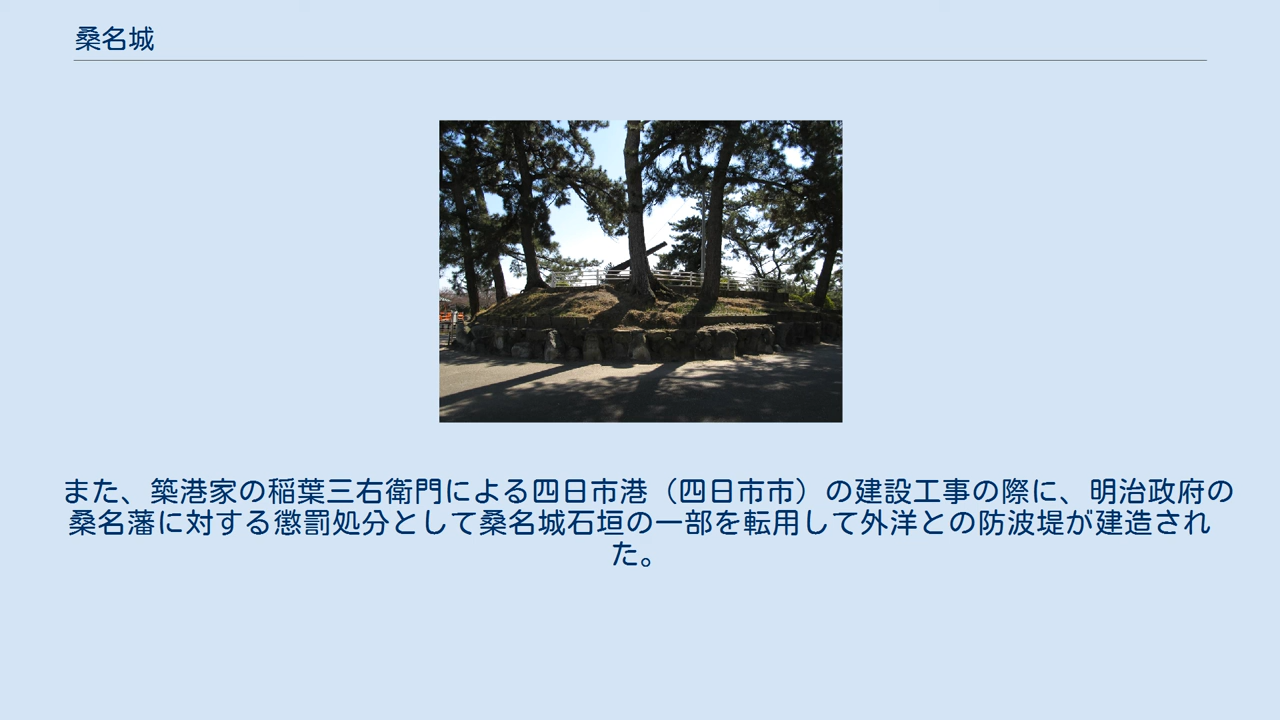 桑名城
また、築港家の稲葉三右衛門による四日市港（四日市市）の建設工事の際に、明治政府の
桑名藩に対する懲罰処分として桑名城石垣の一部を転用して外洋との防波堤が建造され
た。